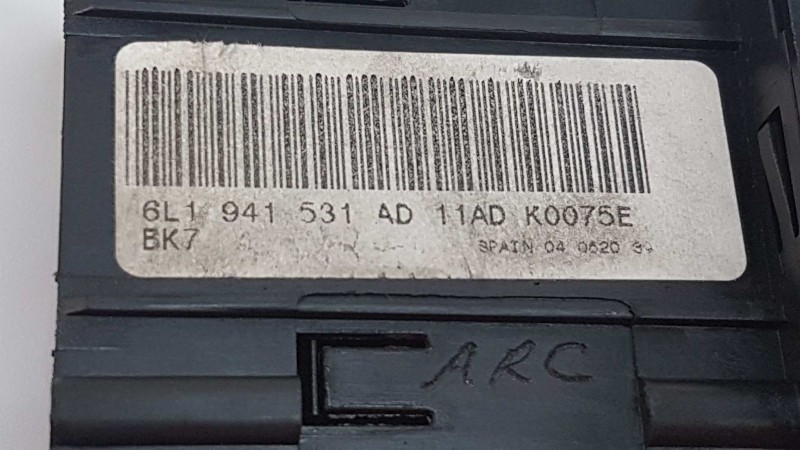 6L1 941 531 AD 11AD K0075E
BK7 SPAIN 04 0620
ARC